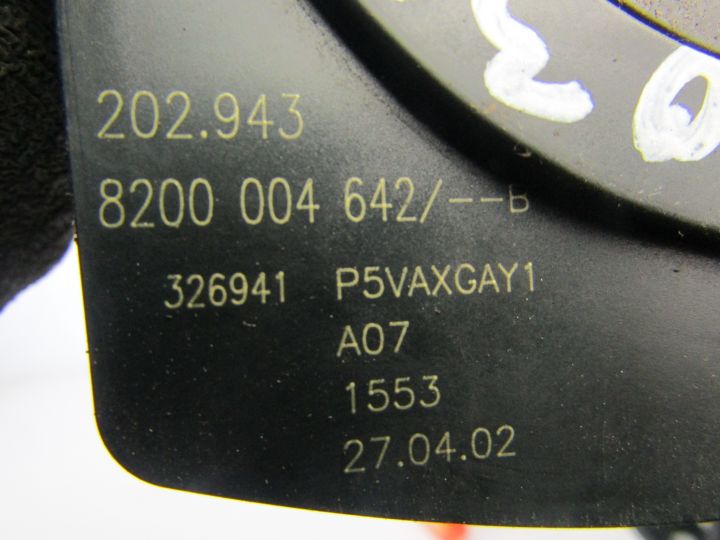 202.943
8200 004 642/--B
326941 P5VAXGAY1
A07
1553
27.04.02